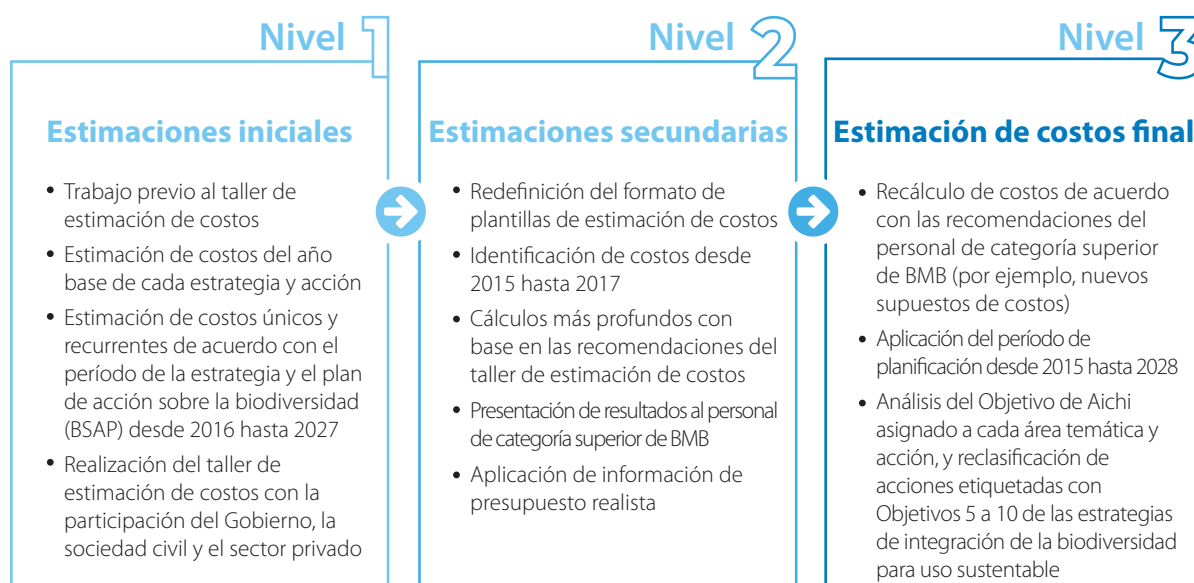 Nivel 1
Estimaciones iniciales
• Trabajo previo al taller de
estimación de costos
• Estimación de costos del año
base de cada estrategia y acción
• Estimación de costos únicos y
recurrentes de acuerdo con el
período de la estrategia y el plan
de acción sobre la biodiversidad
(BSAP) desde 2016 hasta 2027
• Realización del taller de
estimación de costos con la
participación del Gobierno, la
sociedad civil y el sector privado
Nivel 2
Estimaciones secundarias
• Redefinición del formato de
plantillas de estimación de costos
• Identificación de costos desde
2015 hasta 2017
• Cálculos más profundos con
base en las recomendaciones del
taller de estimación de costos
• Presentación de resultados al personal
de categoría superior de BMB
• Aplicación de información de
presupuesto realista
Nivel 3
Estimación de costos final
• Recálculo de costos de acuerdo
con las recomendaciones del
personal de categoría superior
de BMB (por ejemplo, nuevos
supuestos de costos)
• Aplicación del período de
planificación desde 2015 hasta 2028
• Análisis del Objetivo de Aichi
asignado a cada área temática y
acción, y reclasificación de
acciones etiquetadas con
Objetivos 5 a 10 de las estrategias
de integración de la biodiversidad
para uso sustentable